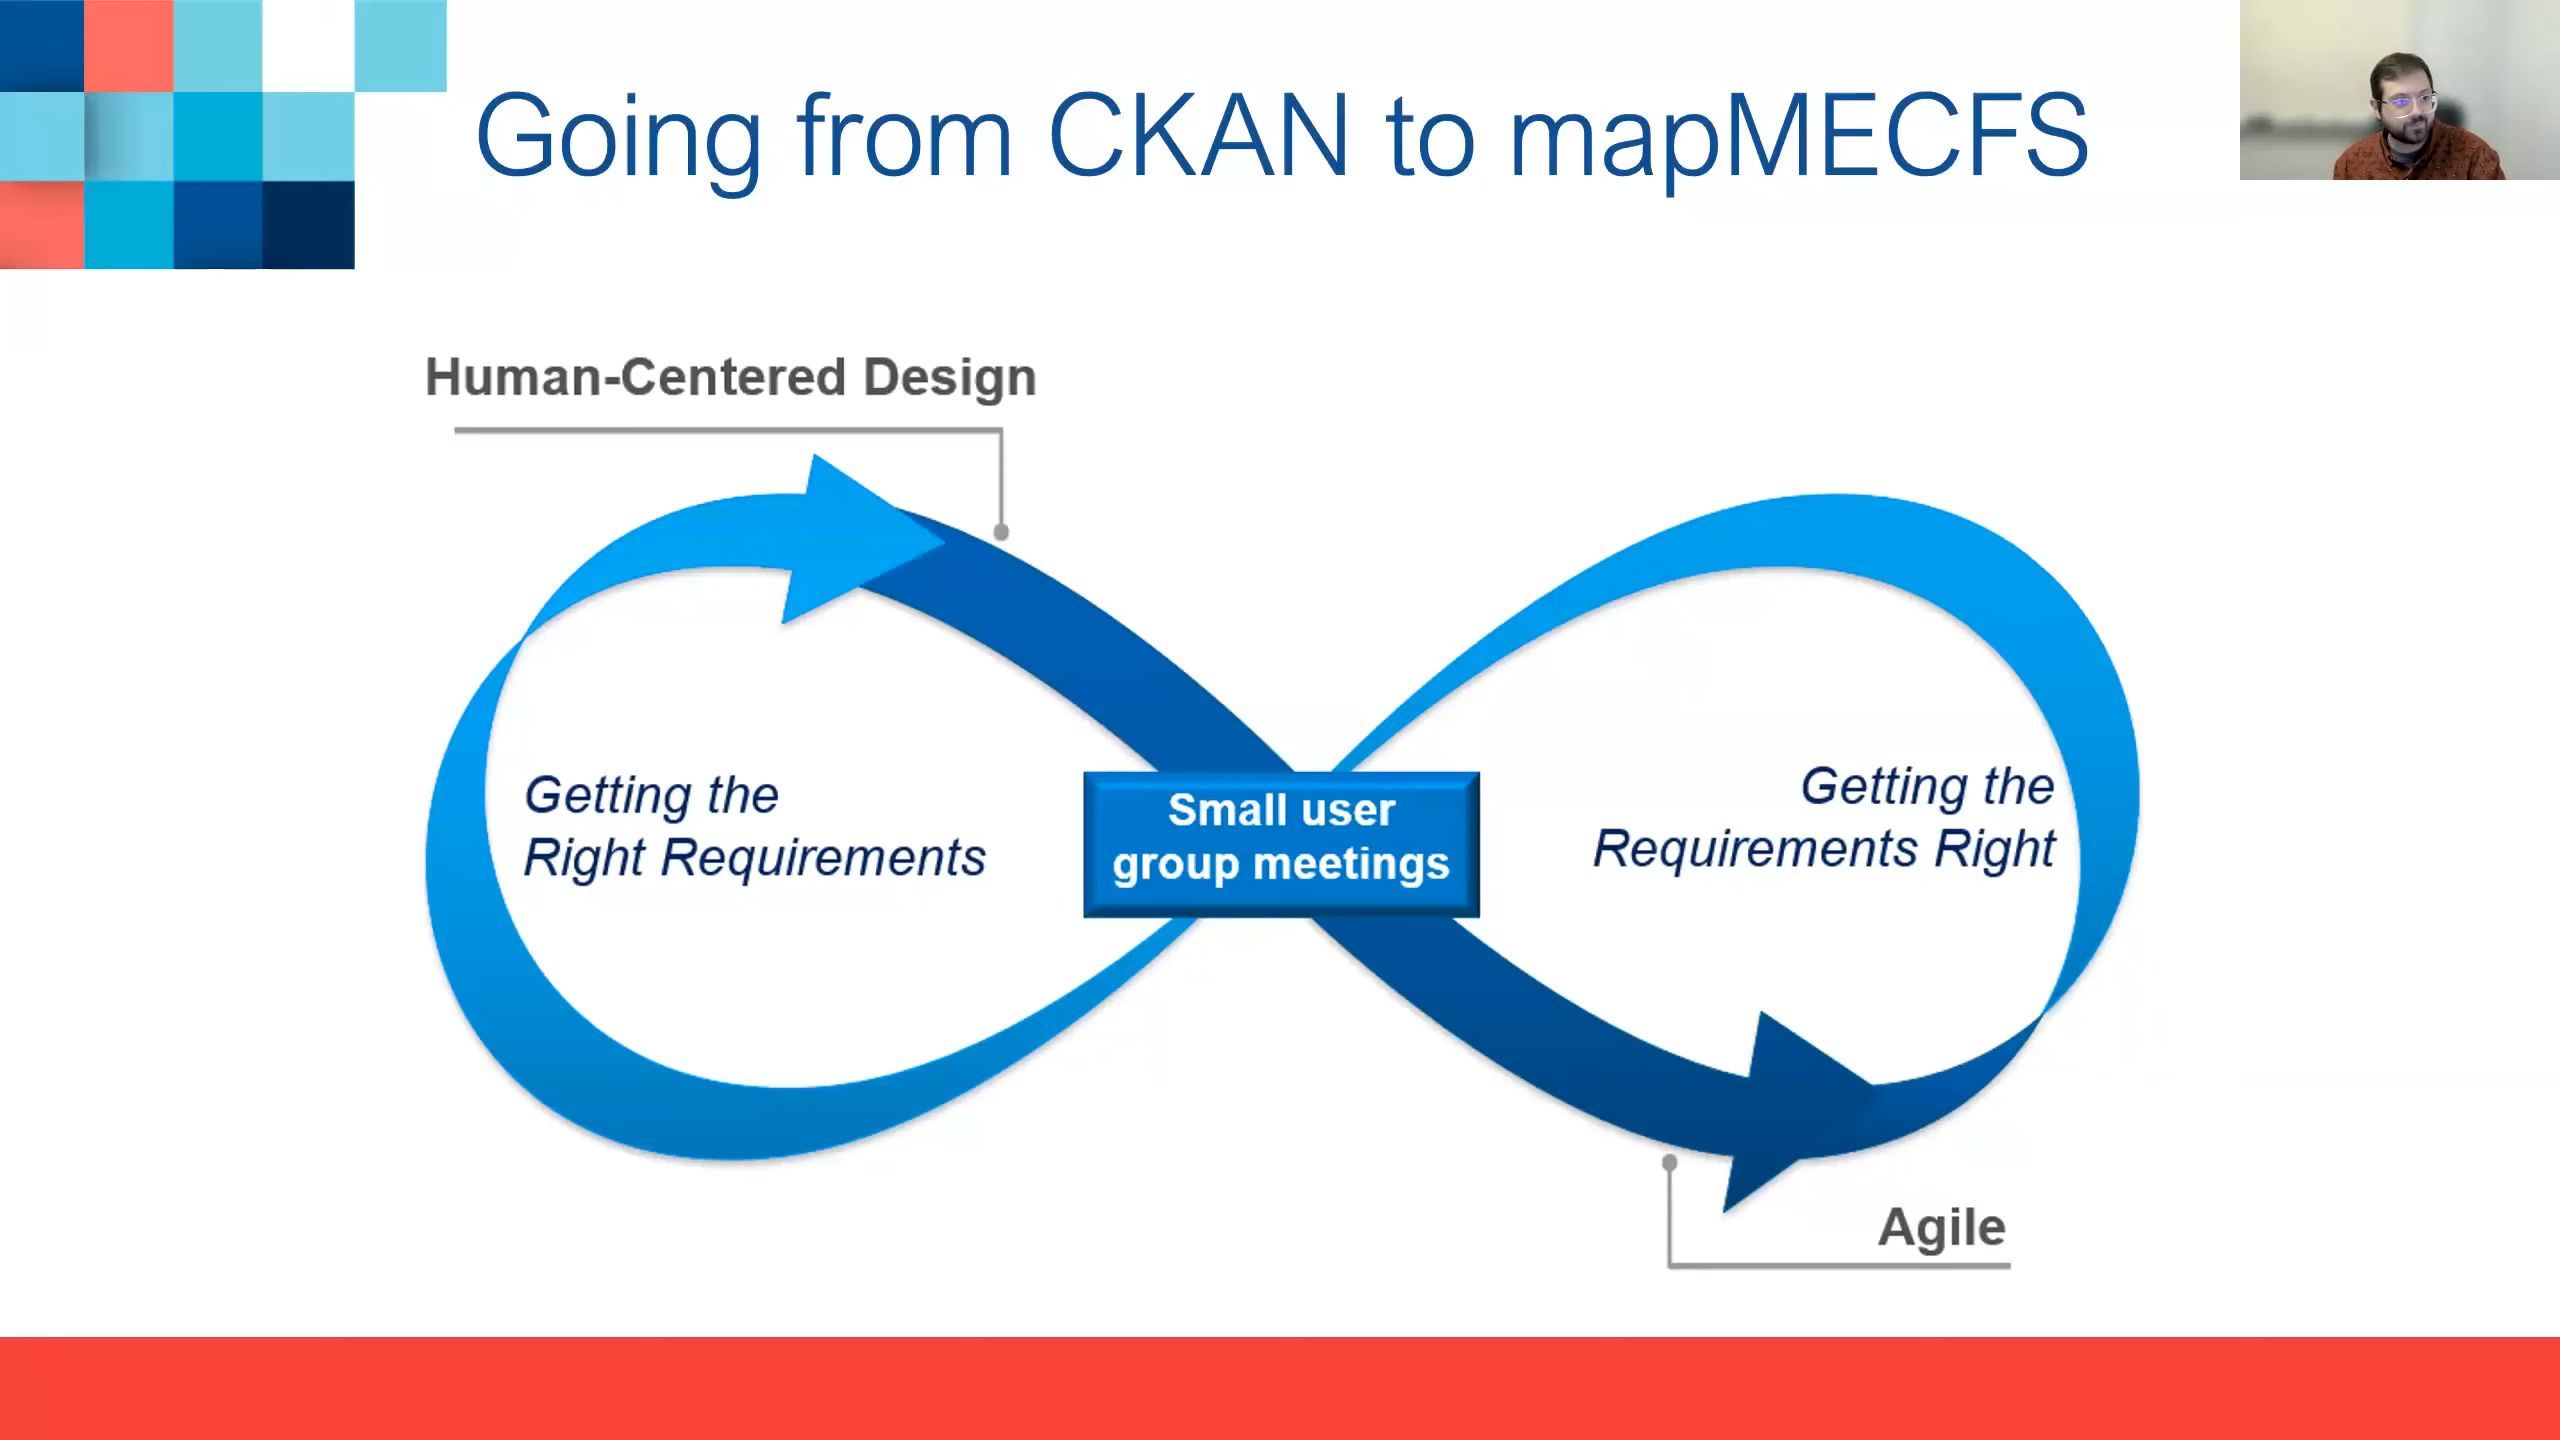 Going from CKAN to mapMECFS
Human-Centered Design
Getting the
Right Requirements
Small user
group meetings
Getting the
Requirements Right
Agile